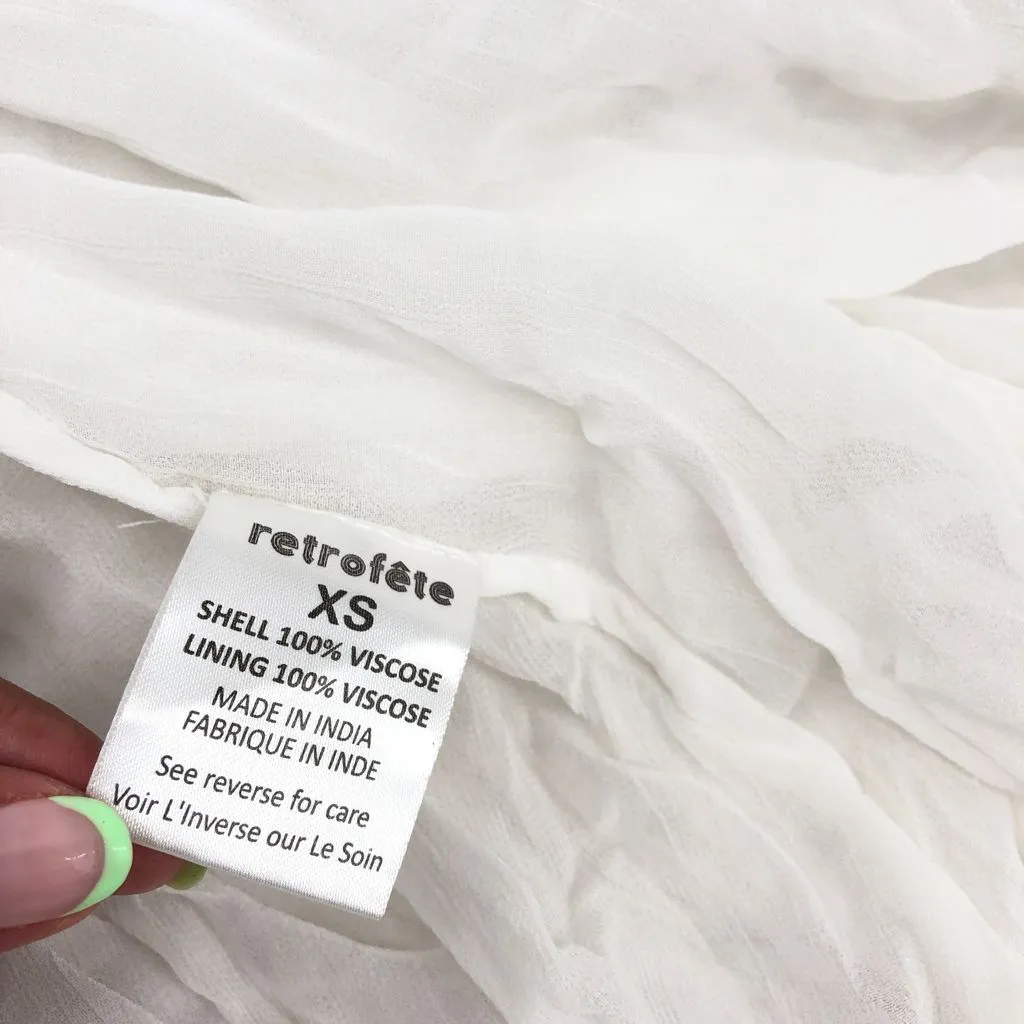 retrofête
XS
SHELL 100% VISCOSE
LINING 100% VISCOSE
MADE IN INDIA
FABRIQUE IN INDE
See reverse for care
Voir L'Inverse our Le Soin